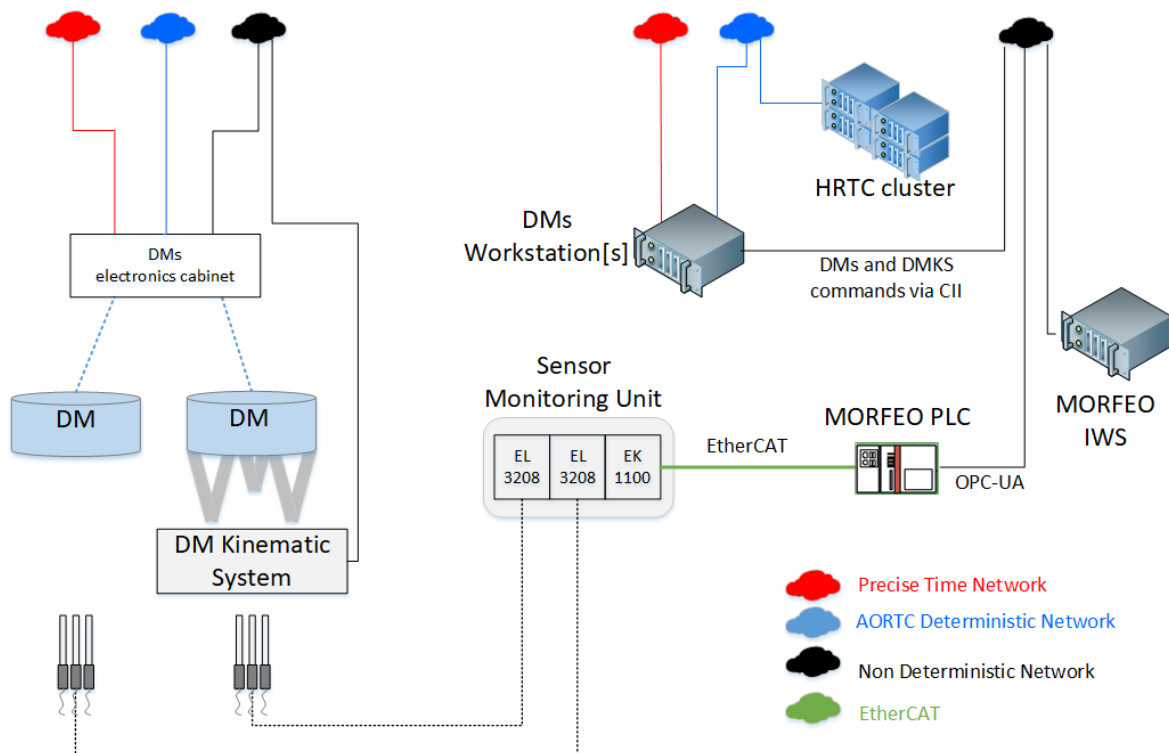 HRTC cluster
DMs
Workstation[s]
DMs
electronics cabinet
DMs and DMKS
commands via CII
Sensor
Monitoring Unit
DM
DM
MORFEO PLC
MORFEO
IWS
EtherCAT
EL
3208
EL
3208
EK
1100
OPC-UA
DM Kinematic
System
Precise Time Network
AORTC Deterministic Network
Non Deterministic Network
EtherCAT